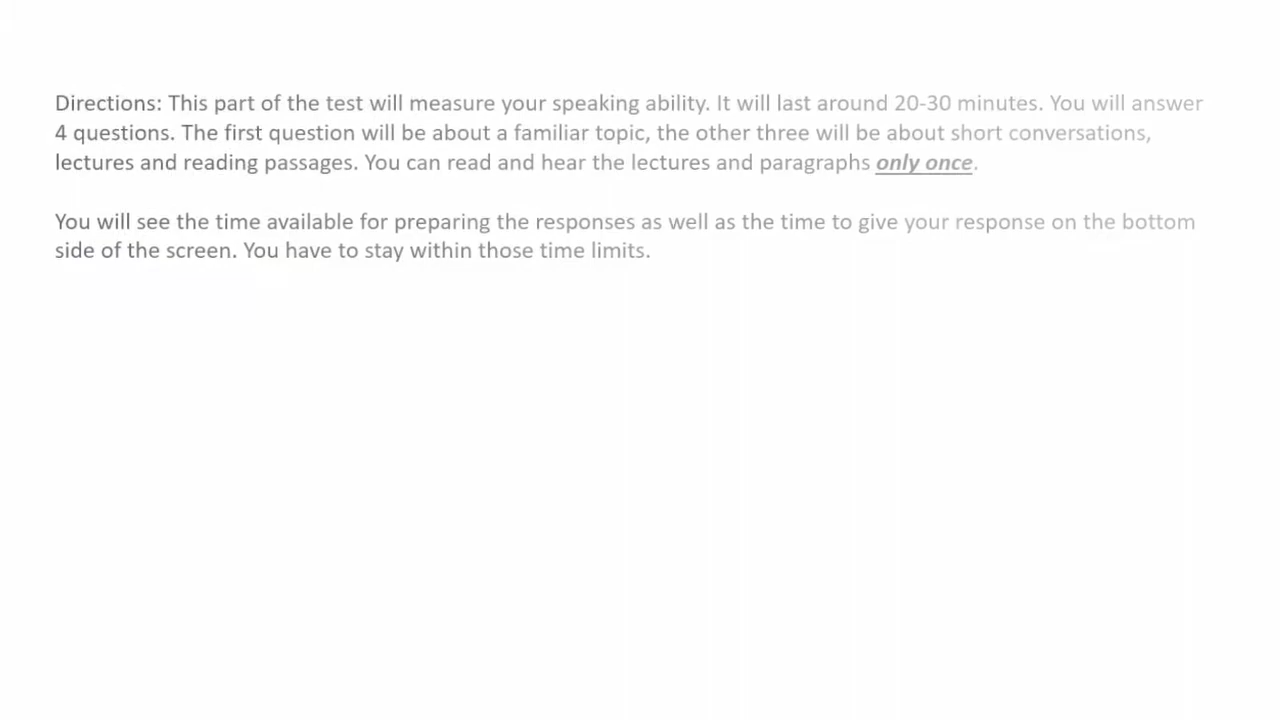 Directions: This part of the test will measure your speaking ability. It will last around 20-30 minutes. You will answer
4 questions. The first question will be about a familiar topic, the other three will be about short conversations,
lectures and reading passages. You can read and hear the lectures and paragraphs only once.
You will see the time available for preparing the responses as well as the time to give your response on the bottom
side of the screen. You have to stay within those time limits.